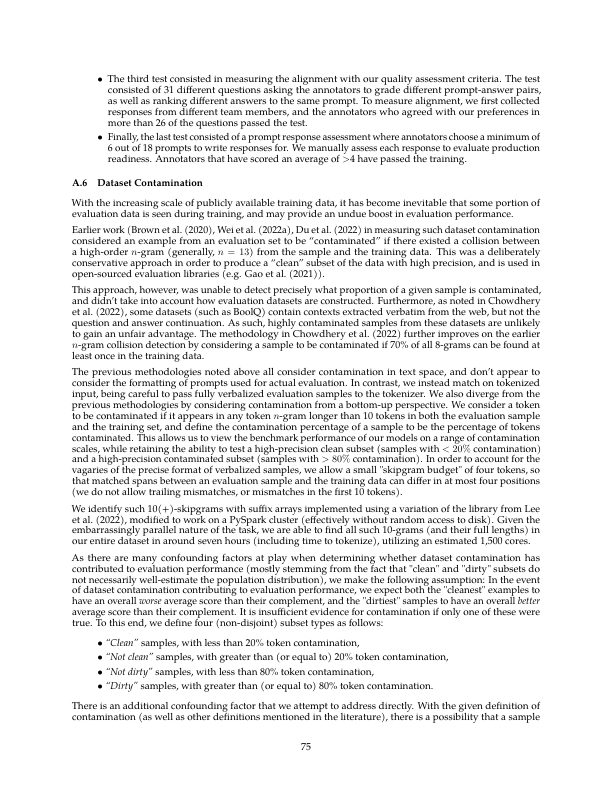 • The third test consisted in measuring the alignment with our quality assessment criteria. The test
consisted of 31 different questions asking the annotators to grade different prompt-answer pairs,
as well as ranking different answers to the same prompt. To measure alignment, we first collected
responses from different team members, and the annotators who agreed with our preferences in
more than 26 of the questions passed the test.
• Finally, the last test consisted of a prompt response assessment where annotators choose a minimum of
6 out of 18 prompts to write responses for. We manually assess each response to evaluate production
readiness. Annotators that have scored an average of >4 have passed the training.
A.6 Dataset Contamination
With the increasing scale of publicly available training data, it has become inevitable that some portion of
evaluation data is seen during training, and may provide an undue boost in evaluation performance.
Earlier work (Brown et al. (2020), Wei et al. (2022a), Du et al. (2022) in measuring such dataset contamination
considered an example from an evaluation set to be “contaminated” if there existed a collision between
a high-order n-gram (generally, n = 13) from the sample and the training data. This was a deliberately
conservative approach in order to produce a “clean” subset of the data with high precision, and is used in
open-sourced evaluation libraries (e.g. Gao et al. (2021)).
This approach, however, was unable to detect precisely what proportion of a given sample is contaminated,
and didn't take into account how evaluation datasets are constructed. Furthermore, as noted in Chowdhery
et al. (2022), some datasets (such as BoolQ) contain contexts extracted verbatim from the web, but not the
question and answer continuation. As such, highly contaminated samples from these datasets are unlikely
to gain an unfair advantage. The methodology in Chowdhery et al. (2022) further improves on the earlier
n-gram collision detection by considering a sample to be contaminated if 70% of all 8-grams can be found at
least once in the training data.
The previous methodologies noted above all consider contamination in text space, and don't appear to
consider the formatting of prompts used for actual evaluation. In contrast, we instead match on tokenized
input, being careful to pass fully verbalized evaluation samples to the tokenizer. We also diverge from the
previous methodologies by considering contamination from a bottom-up perspective. We consider a token
to be contaminated if it appears in any token n-gram longer than 10 tokens in both the evaluation sample
and the training set, and define the contamination percentage of a sample to be the percentage of tokens
contaminated. This allows us to view the benchmark performance of our models on a range of contamination
scales, while retaining the ability to test a high-precision clean subset (samples with < 20% contamination)
and a high-precision contaminated subset (samples with > 80% contamination). In order to account for the
vagaries of the precise format of verbalized samples, we allow a small "skipgram budget" of four tokens, so
that matched spans between an evaluation sample and the training data can differ in at most four positions
(we do not allow trailing mismatches, or mismatches in the first 10 tokens).
We identify such 10(+)-skipgrams with suffix arrays implemented using a variation of the library from Lee
et al. (2022), modified to work on a PySpark cluster (effectively without random access to disk). Given the
embarrassingly parallel nature of the task, we are able to find all such 10-grams (and their full lengths) in
our entire dataset in around seven hours (including time to tokenize), utilizing an estimated 1,500 cores.
As there are many confounding factors at play when determining whether dataset contamination has
contributed to evaluation performance (mostly stemming from the fact that "clean" and "dirty" subsets do
not necessarily well-estimate the population distribution), we make the following assumption: In the event
of dataset contamination contributing to evaluation performance, we expect both the "cleanest" examples to
have an overall worse average score than their complement, and the "dirtiest" samples to have an overall better
average score than their complement. It is insufficient evidence for contamination if only one of these were
true. To this end, we define four (non-disjoint) subset types as follows:
• “Clean” samples, with less than 20% token contamination,
• “Not clean” samples, with greater than (or equal to) 20% token contamination,
• “Not dirty” samples, with less than 80% token contamination,
• “Dirty” samples, with greater than (or equal to) 80% token contamination.
There is an additional confounding factor that we attempt to address directly. With the given definition of
contamination (as well as other definitions mentioned in the literature), there is a possibility that a sample
75